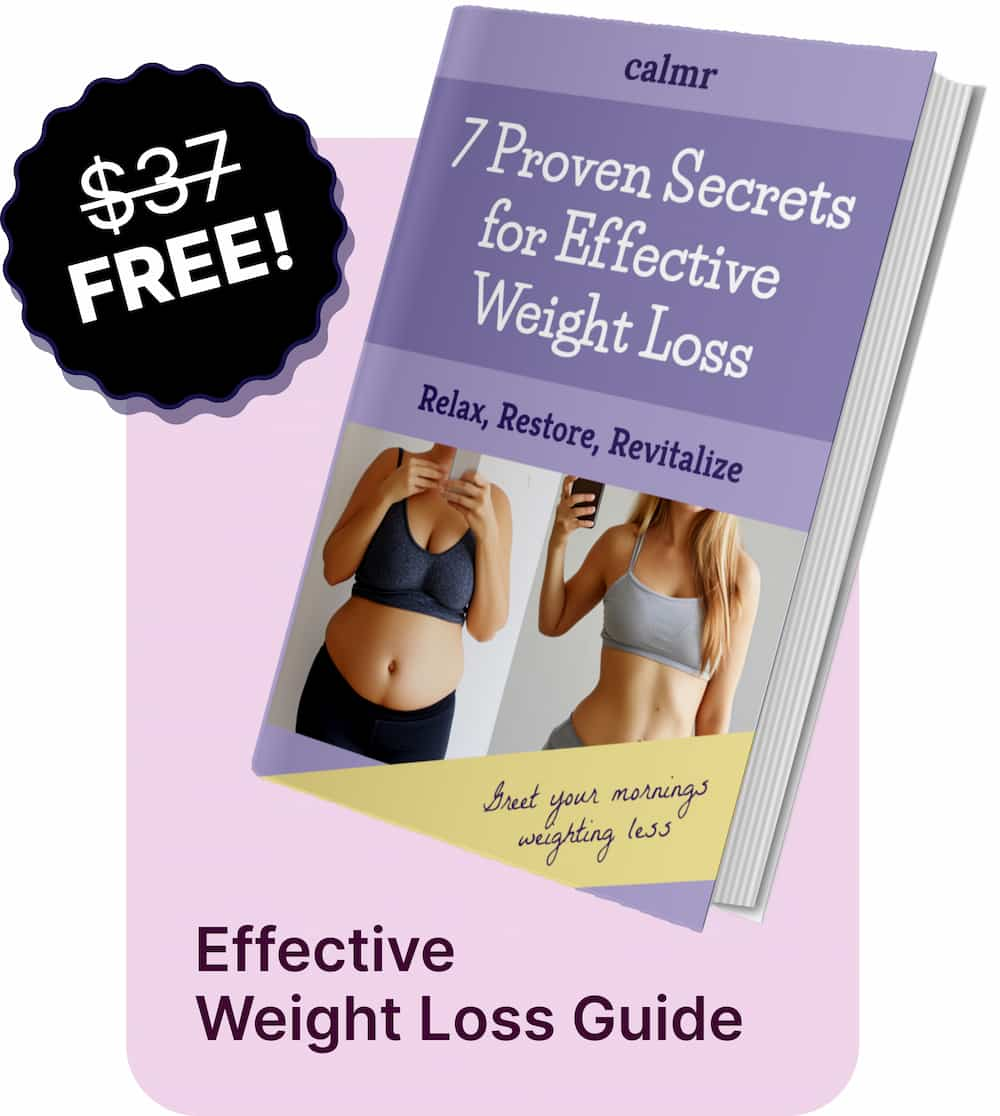 $37
FREE!
calmr
7 Proven Secrets
for Effective
Weight Loss
Relax, Restore, Revitalize
Greet your mornings
weighting less
Effective
Weight Loss Guide